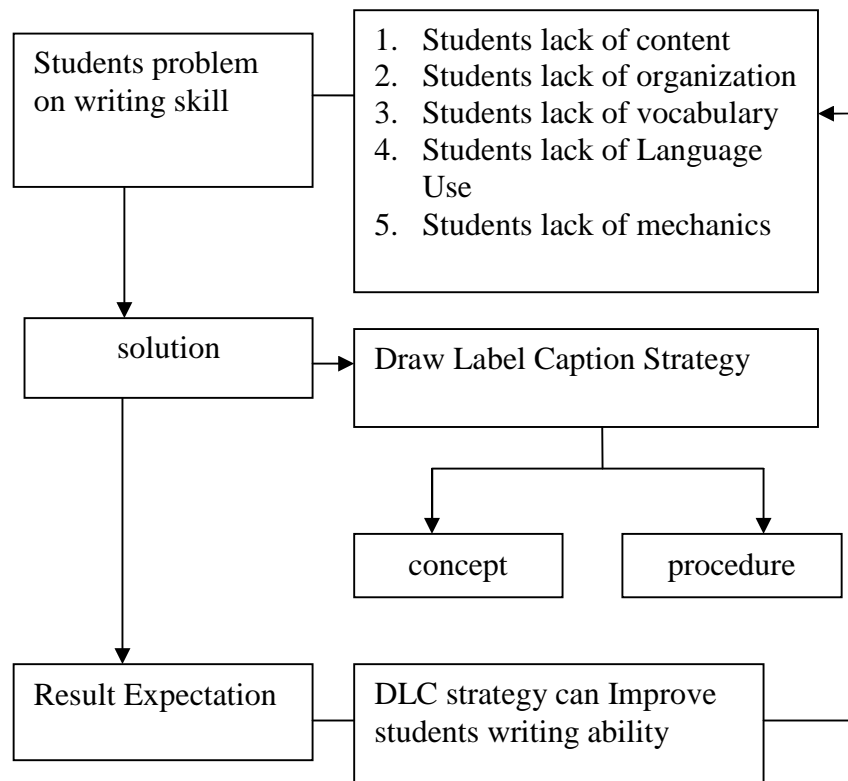 Students problem
on writing skill
1. Students lack of content
2. Students lack of organization
3. Students lack of vocabulary
4. Students lack of Language
Use
5. Students lack of mechanics
solution
Draw Label Caption Strategy
concept
procedure
Result Expectation
DLC strategy can Improve
students writing ability